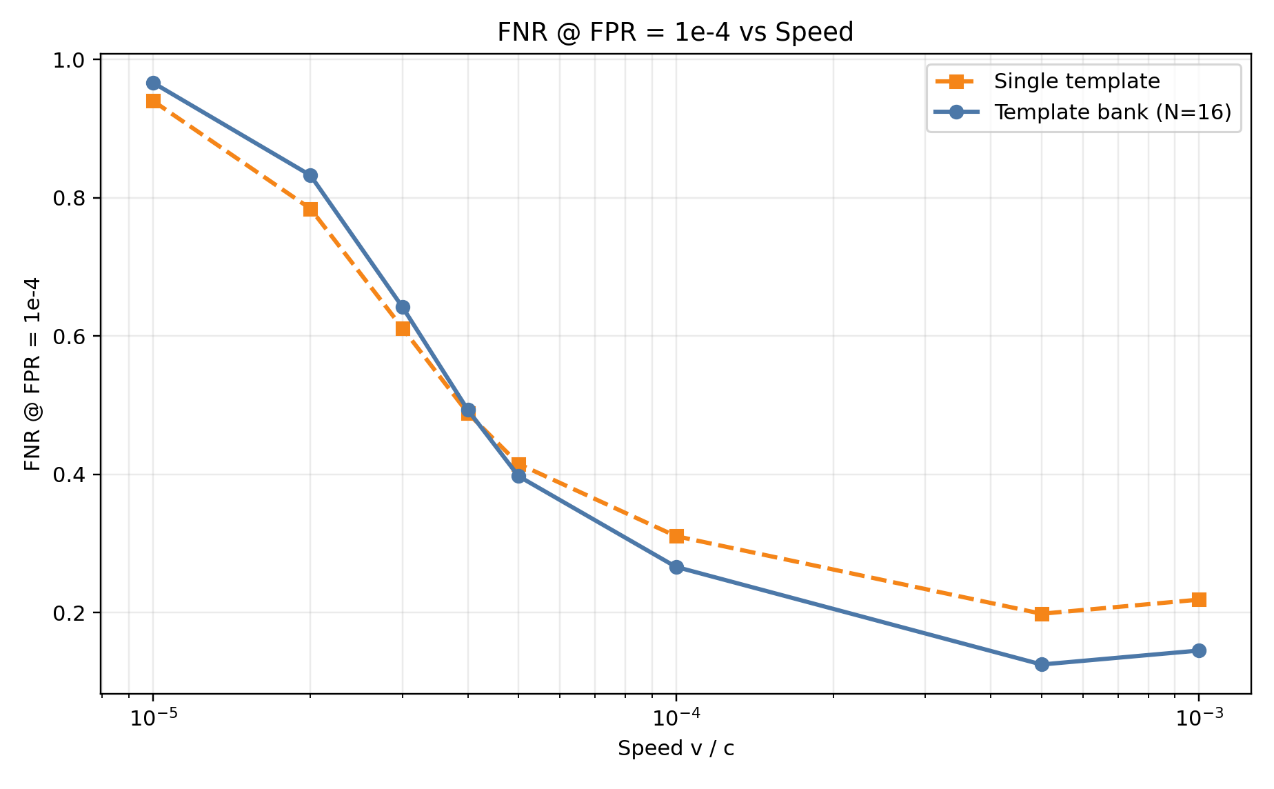 FNR @ FPR = 1e-4 vs Speed
Single template
Template bank (N=16)
FNR @ FPR = 1e-4
1.0
0.8
0.6
0.4
0.2
10⁻⁵
10⁻⁴
10⁻³
Speed v / c